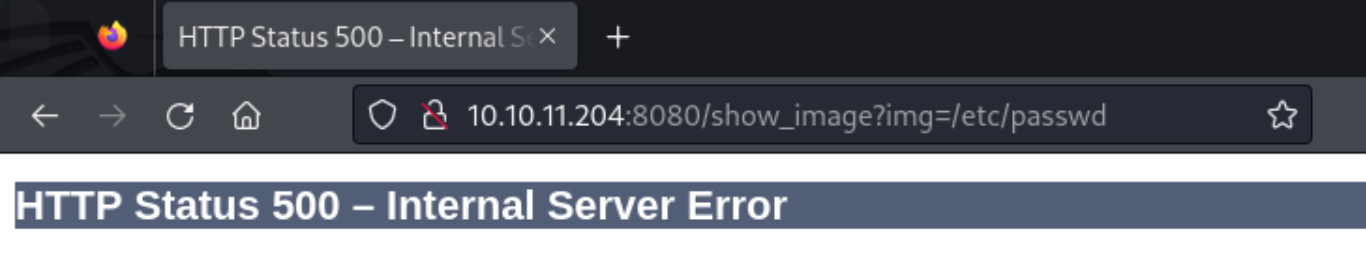 HTTP Status 500 – Internal Se
10.10.11.204:8080/show_image?img=/etc/passwd
HTTP Status 500 – Internal Server Error